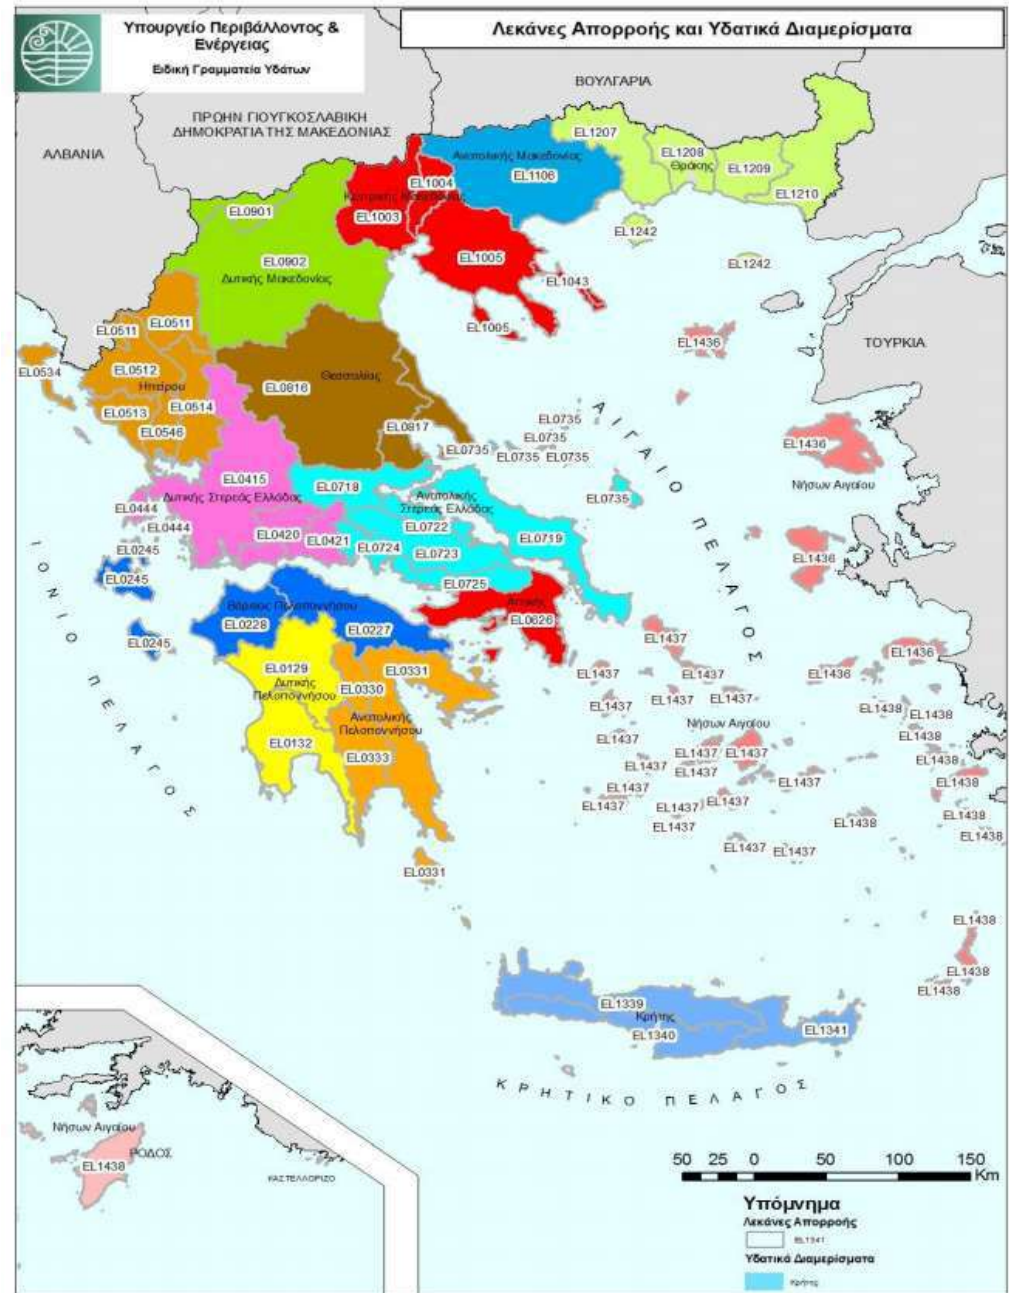 Υπουργείο Περιβάλλοντος &
Ενέργειας
Ειδική Γραμματεία Υδάτων
Λεκάνες Απορροής και Υδατικά Διαμερίσματα
ΒΟΥΛΓΑΡΙΑ
ΠΡΩΗΝ ΓΙΟΥΓΚΟΣΛΑΒΙΚΗ
ΔΗΜΟΚΡΑΤΙΑ ΤΗΣ ΜΑΚΕΔΟΝΙΑΣ
ΑΛΒΑΝΙΑ
EL1207
Ανατολικής Μακεδονίας
EL1106
EL1208
Θράκης
EL1209
EL1210
EL1004
Κεντρικής Μακεδονίας
EL1003
EL0901
EL1242
EL1242
EL0902
Δυτικής Μακεδονίας
EL1005
EL1043
EL1005
EL0511
EL0511
EL1436
ΤΟΥΡΚΙΑ
EL0534
EL0512
Ηπείρου
EL0816
Θεσσαλίας
EL0513
EL0514
EL0546
EL0817
EL0735
EL0735
EL0735
EL0735
EL0735
EL1436
Νήσων Αιγαίου
ΑΙΓΑΙΟ ΠΕΛΑΓΟΣ
EL0415
Δυτικής Στερεάς Ελλάδας
EL0718
Ανατολικής
Στερεάς Ελλάδας
EL0735
EL0444
EL0444
EL0420
EL0421
EL0722
EL0724
EL0723
EL0719
EL0725
EL1436
EL0245
EL0245
EL0245
ΙΟΝΙΟ ΠΕΛΑΓΟΣ
Βόρειας Πελοποννήσου
EL0228
EL0227
Αττικής
EL0626
EL0129
Δυτικής
Πελοποννήσου
EL0331
EL0330
Ανατολικής
Πελοποννήσου
EL0132
EL0333
EL0331
EL1437
EL1436
EL1437
EL1437
EL1436
EL1437
EL1437
EL1437
EL1438
EL1438
Νήσων Αιγαίου
EL1437
EL1438
EL1437
EL1437
EL1437
EL1438
EL1437
EL1437
EL1437
EL1438
EL1437
EL1437
EL1437
EL1437
EL1438
EL1438
EL1437
EL1438
EL1437
EL1437
EL1438
EL1438
EL1438
EL1339
Κρήτης
EL1340
EL1341
ΚΡΗΤΙΚΟ ΠΕΛΑΓΟΣ
Νήσων Αιγαίου
ΡΟΔΟΣ
EL1438
ΚΑΣΤΕΛΛΟΡΙΖΟ
50 25 0 50 100 150
Km
Υπόμνημα
Λεκάνες Απορροής
EL1341
Υδατικά Διαμερίσματα
Κρήτης